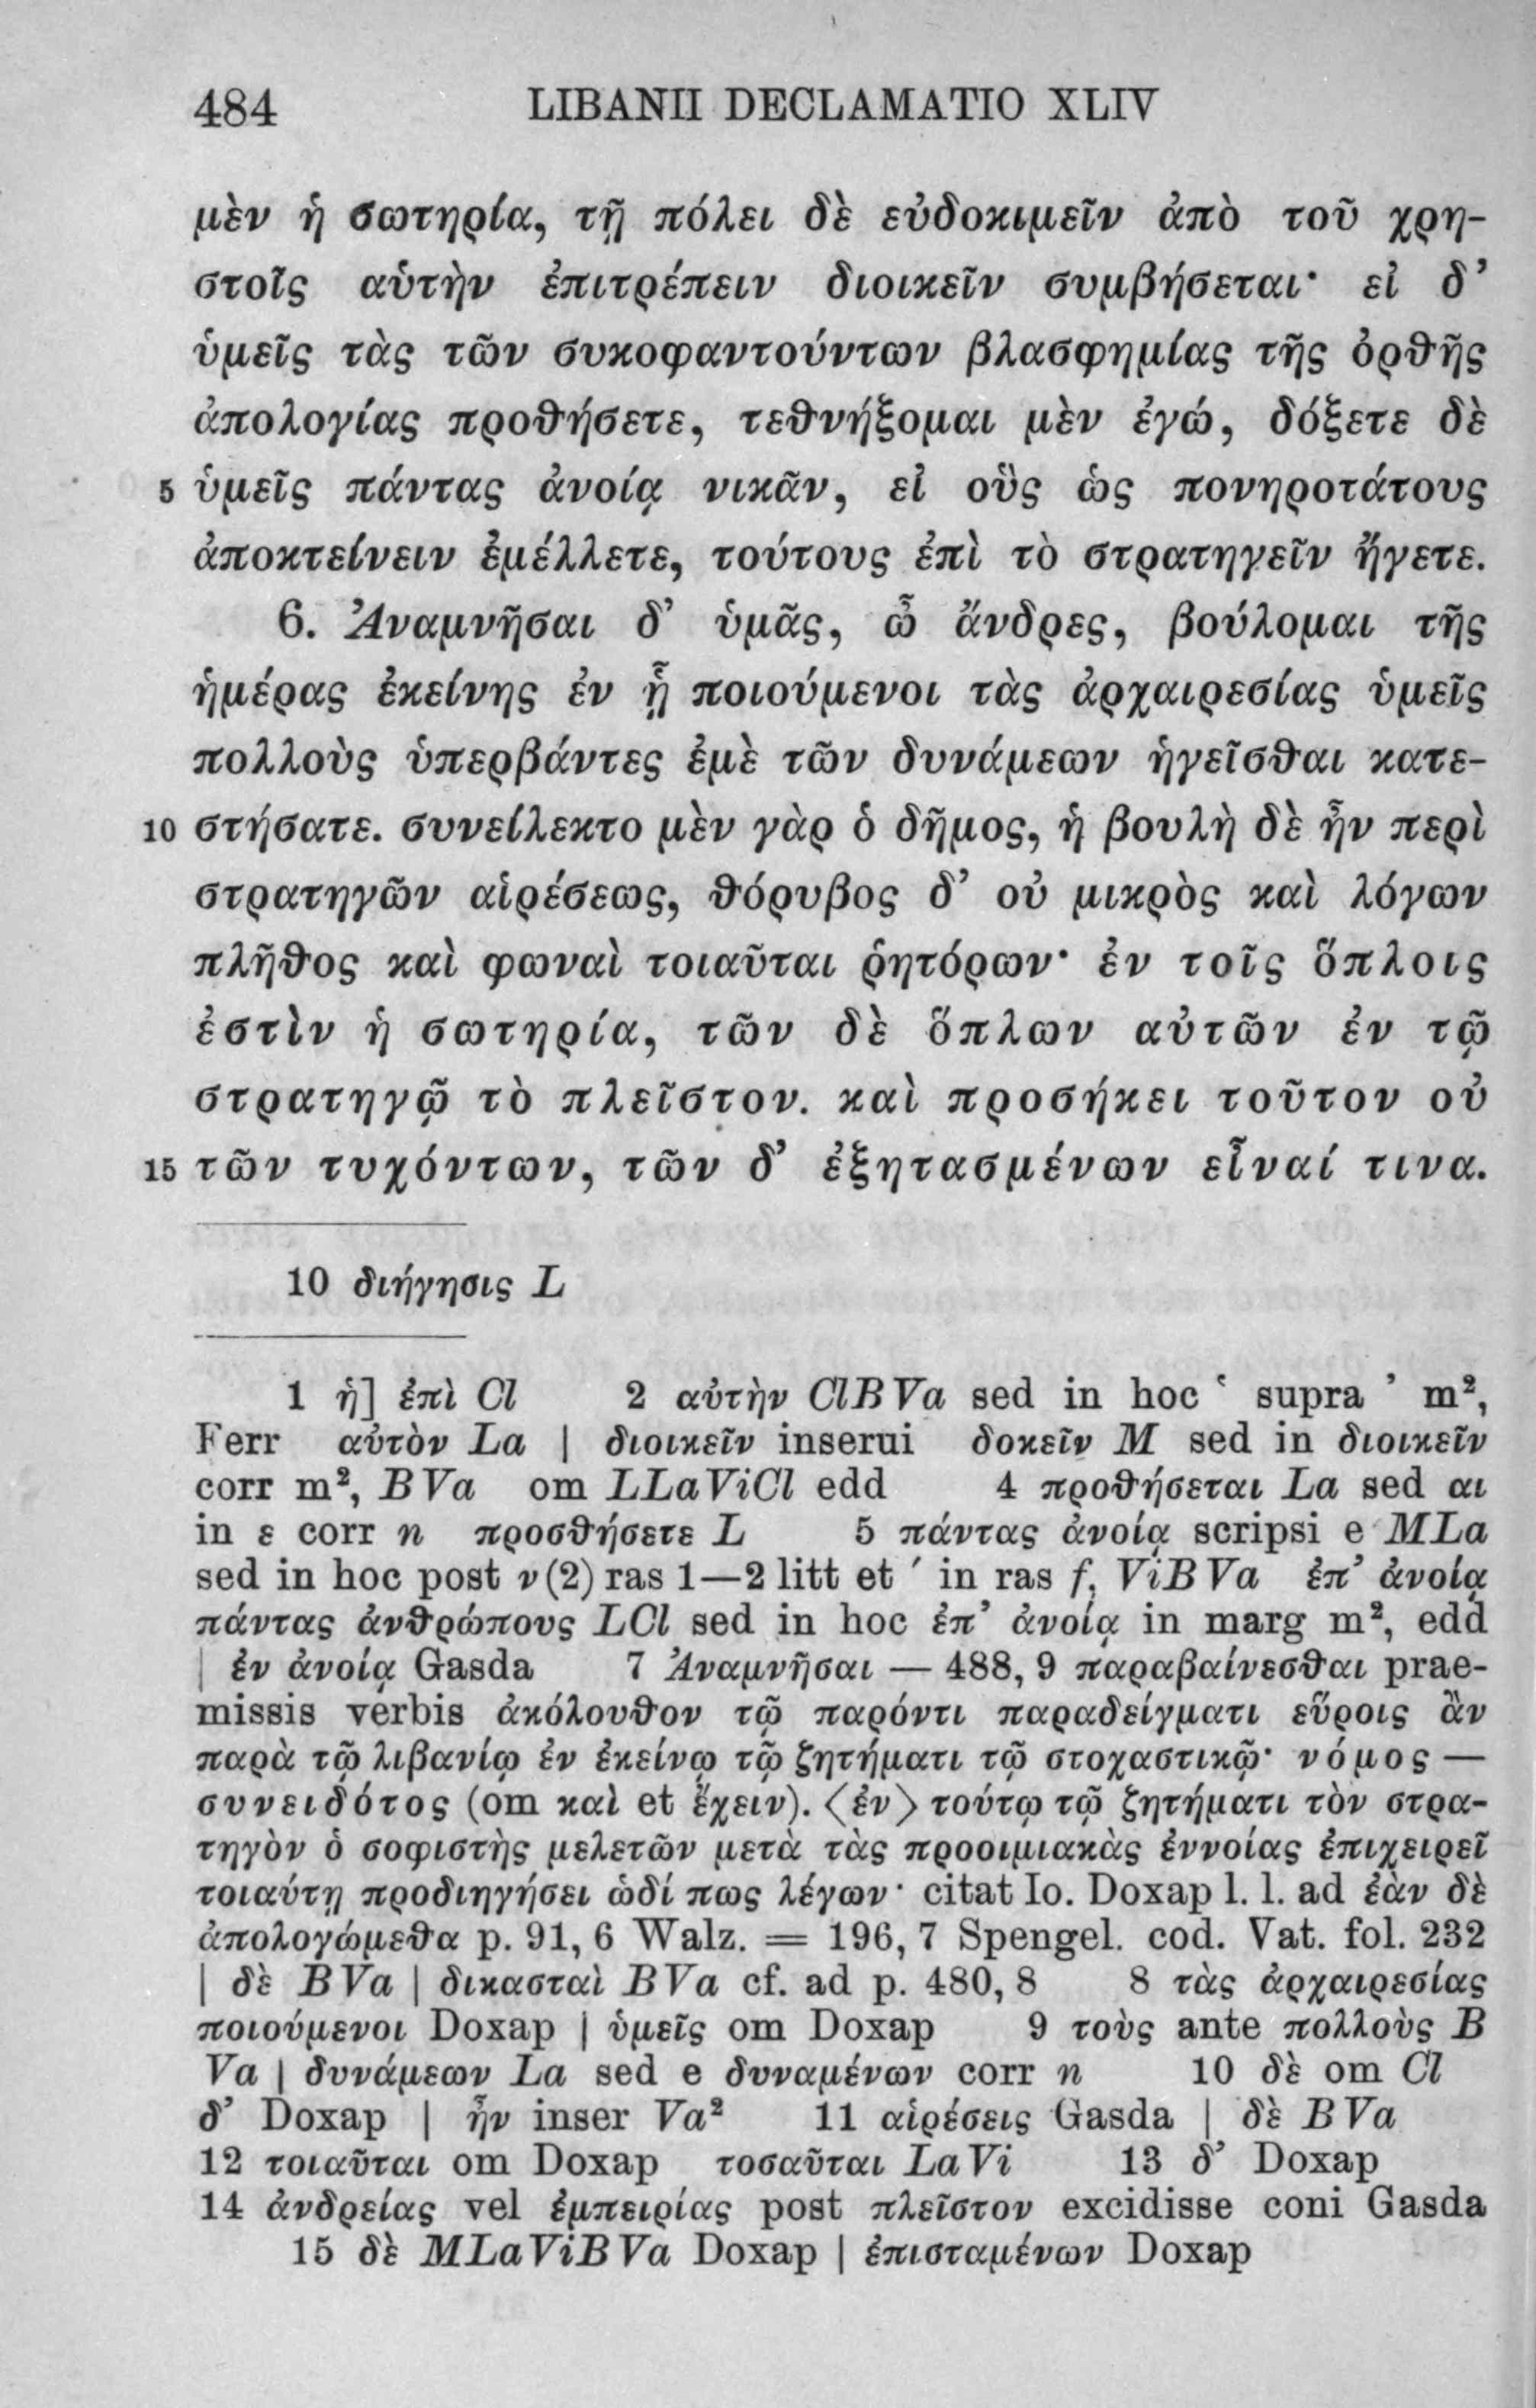 484 LIBANII DECLAMATIO XLIV
μὲν ἡ σωτηρία, τῇ πόλει δὲ εὐδοκιμεῖν ἀπὸ τοῦ χρη-
στοῖς αὑτὴν ἐπιτρέπειν διοικεῖν συμβήσεται· εἰ δ’
ὑμεῖς τὰς τῶν συκοφαντούντων βλασφημίας τῆς ὀρθῆς
ἀπολογίας προθήσετε, τεθνήξομαι μὲν ἐγώ, δόξετε δὲ
5 ὑμεῖς πάντας ἀνοίᾳ νικᾶν, εἰ οὓς ὡς πονηροτάτους
ἀποκτείνειν ἐμέλλετε, τούτους ἐπὶ τὸ στρατηγεῖν ἤγετε.
6. Ἀναμνῆσαι δ’ ὑμᾶς, ὦ ἄνδρες, βούλομαι τῆς
ἡμέρας ἐκείνης ἐν ᾗ ποιούμενοι τὰς ἀρχαιρεσίας ὑμεῖς
πολλοὺς ὑπερβάντες ἐμὲ τῶν δυνάμεων ἡγεῖσθαι κατε-
10 στήσατε. συνείλεκτο μὲν γὰρ ὁ δῆμος, ἡ βουλὴ δὲ ἦν περὶ
στρατηγῶν αἱρέσεως, θόρυβος δ’ οὐ μικρὸς καὶ λόγων
πλῆθος καὶ φωναὶ τοιαῦται ῥητόρων· ἐν τοῖς ὅπλοις
ἐστὶν ἡ σωτηρία, τῶν δὲ ὅπλων αὐτῶν ἐν τῷ
στρατηγῷ τὸ πλεῖστον. καὶ προσήκει τοῦτον οὐ
15 τῶν τυχόντων, τῶν δ’ ἐξητασμένων εἶναί τινα.
10 διήγησις L
1 ἡ] ἐπὶ Cl 2 αὐτὴν ClBVa sed in hoc ‛ supra ’ m², 
Ferr αὐτὸν La | διοικεῖν inserui δοκεῖν M sed in διοικεῖν
corr m², BVa om LLaViCl edd 4 προθήσεται La sed αι
in ε corr n προσθήσετε L 5 πάντας ἀνοίᾳ scripsi e MLa
sed in hoc post ν(2) ras 1—2 litt et ´ in ras f, ViBVa ἐπ’ ἀνοίᾳ
πάντας ἀνθρώπους LCl sed in hoc ἐπ’ ἀνοίᾳ in marg m², edd
| ἐν ἀνοίᾳ Gasda 7 Ἀναμνῆσαι — 488, 9 παραβαίνεσθαι prae-
missis verbis ἀκόλουθον τῷ παρόντι παραδείγματι εὕροις ἂν
παρὰ τῷ λιβανίῳ ἐν ἐκείνῳ τῷ ζητήματι τῷ στοχαστικῷ· νόμος —
συνειδότος (om καὶ et ἔχειν). ⟨ἐν⟩ τούτῳ τῷ ζητήματι τὸν στρα-
τηγὸν ὁ σοφιστὴς μελετῶν μετὰ τὰς προοιμιακὰς ἐννοίας ἐπιχειρεῖ
τοιαύτῃ προδιηγήσει ὡδί πως λέγων· citat Io. Doxap l. l. ad ἐὰν δὲ
ἀπολογώμεθα p. 91, 6 Walz. = 196, 7 Spengel. cod. Vat. fol. 232
| δὲ BVa | δικασταὶ BVa cf. ad p. 480, 8 8 τὰς ἀρχαιρεσίας
ποιούμενοι Doxap | ὑμεῖς om Doxap 9 τοὺς ante πολλοὺς B
Va | δυνάμεων La sed e δυναμένων corr n 10 δὲ om Cl
δ’ Doxap | ἦν inser Va² 11 αἱρέσεις Gasda | δὲ BVa
12 τοιαῦται om Doxap τοσαῦται LaVi 13 δ’ Doxap
14 ἀνδρείας vel ἐμπειρίας post πλεῖστον excidisse coni Gasda
15 δὲ MLaViBVa Doxap | ἐπισταμένων Doxap